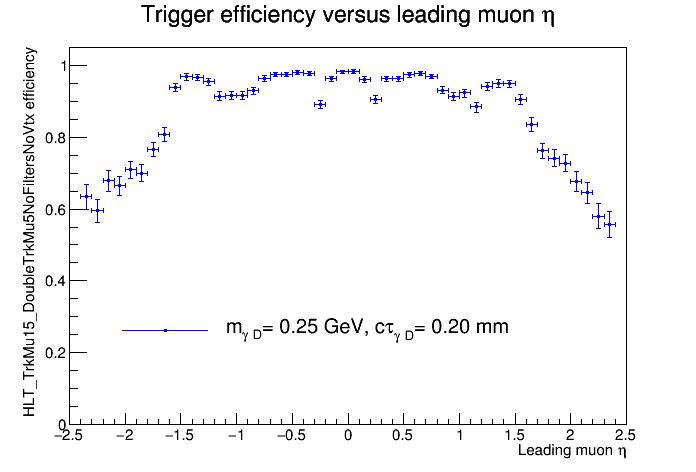 Trigger efficiency versus leading muon η
HLT_TrkMu15_DoubleTrkMu5NoFiltersNoVtx efficiency
1
0.8
0.6
0.4
0.2
0
mγ D= 0.25 GeV, cτγ D= 0.20 mm
−2.5 −2 −1.5 −1 −0.5 0 0.5 1 1.5 2 2.5
Leading muon η